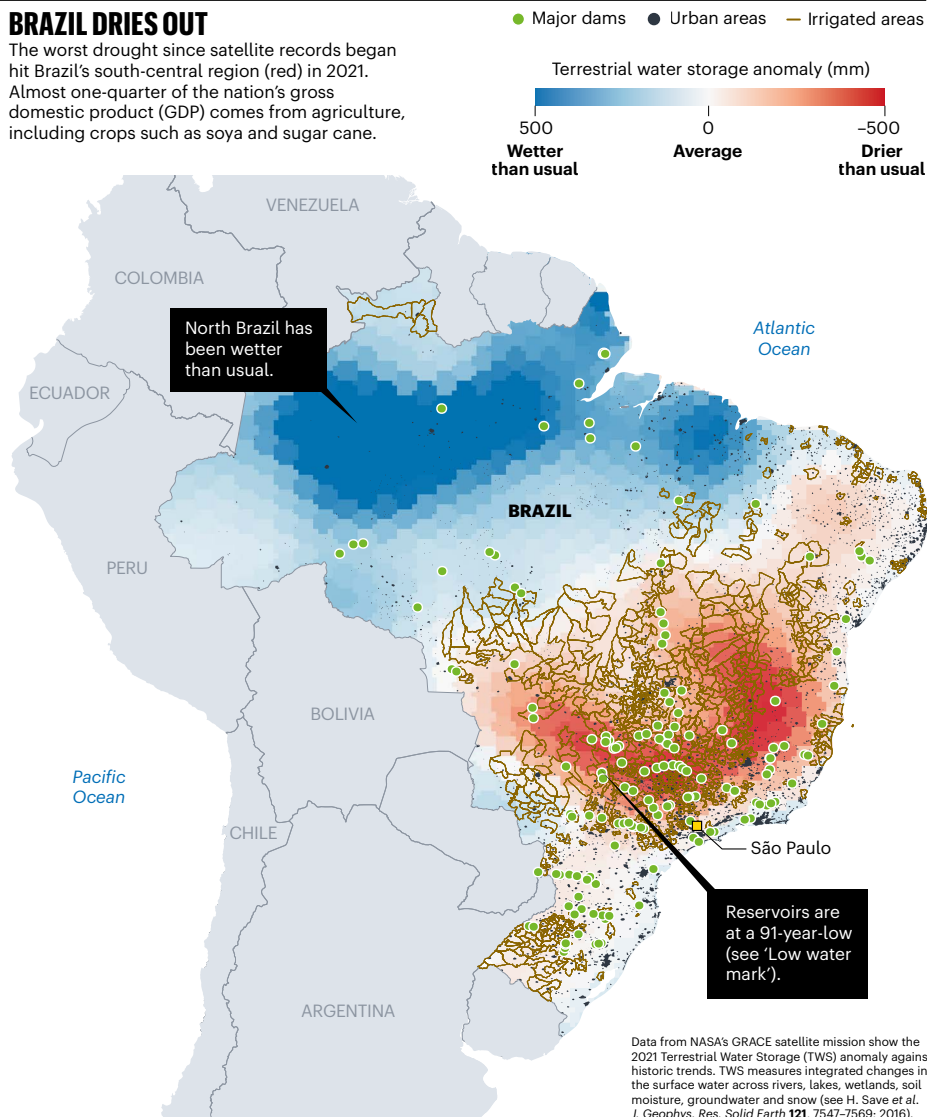 BRAZIL DRIES OUT
The worst drought since satellite records began
hit Brazil's south-central region (red) in 2021.
Almost one-quarter of the nation's gross
domestic product (GDP) comes from agriculture,
including crops such as soya and sugar cane.
Major dams
Urban areas
Irrigated areas
Terrestrial water storage anomaly (mm)
500
0
–500
Wetter
than usual
Average
Drier
than usual
VENEZUELA
COLOMBIA
North Brazil has
been wetter
than usual.
Atlantic
Ocean
ECUADOR
BRAZIL
PERU
BOLIVIA
Pacific
Ocean
CHILE
São Paulo
Reservoirs are
at a 91-year-low
(see ‘Low water
mark’).
ARGENTINA
Data from NASA's GRACE satellite mission show the
2021 Terrestrial Water Storage (TWS) anomaly agains
historic trends. TWS measures integrated changes in
the surface water across rivers, lakes, wetlands, soil
moisture, groundwater and snow (see H. Save et al.
J. Geophys. Res. Solid Earth 121, 7547–7569; 2016).